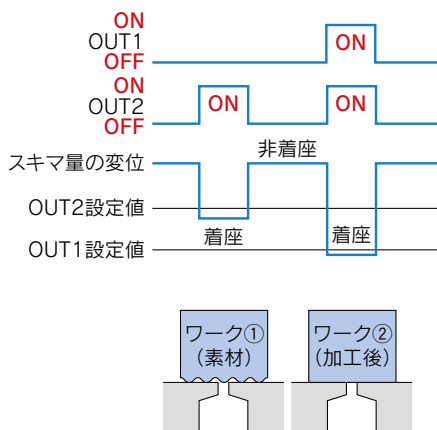 ON
OUT1
OFF
ON
ON
OUT2
OFF
ON
ON
スキマ量の変位
非着座
OUT2設定値
着座
着座
OUT1設定値
ワーク①
(素材)
ワーク②
(加工後)